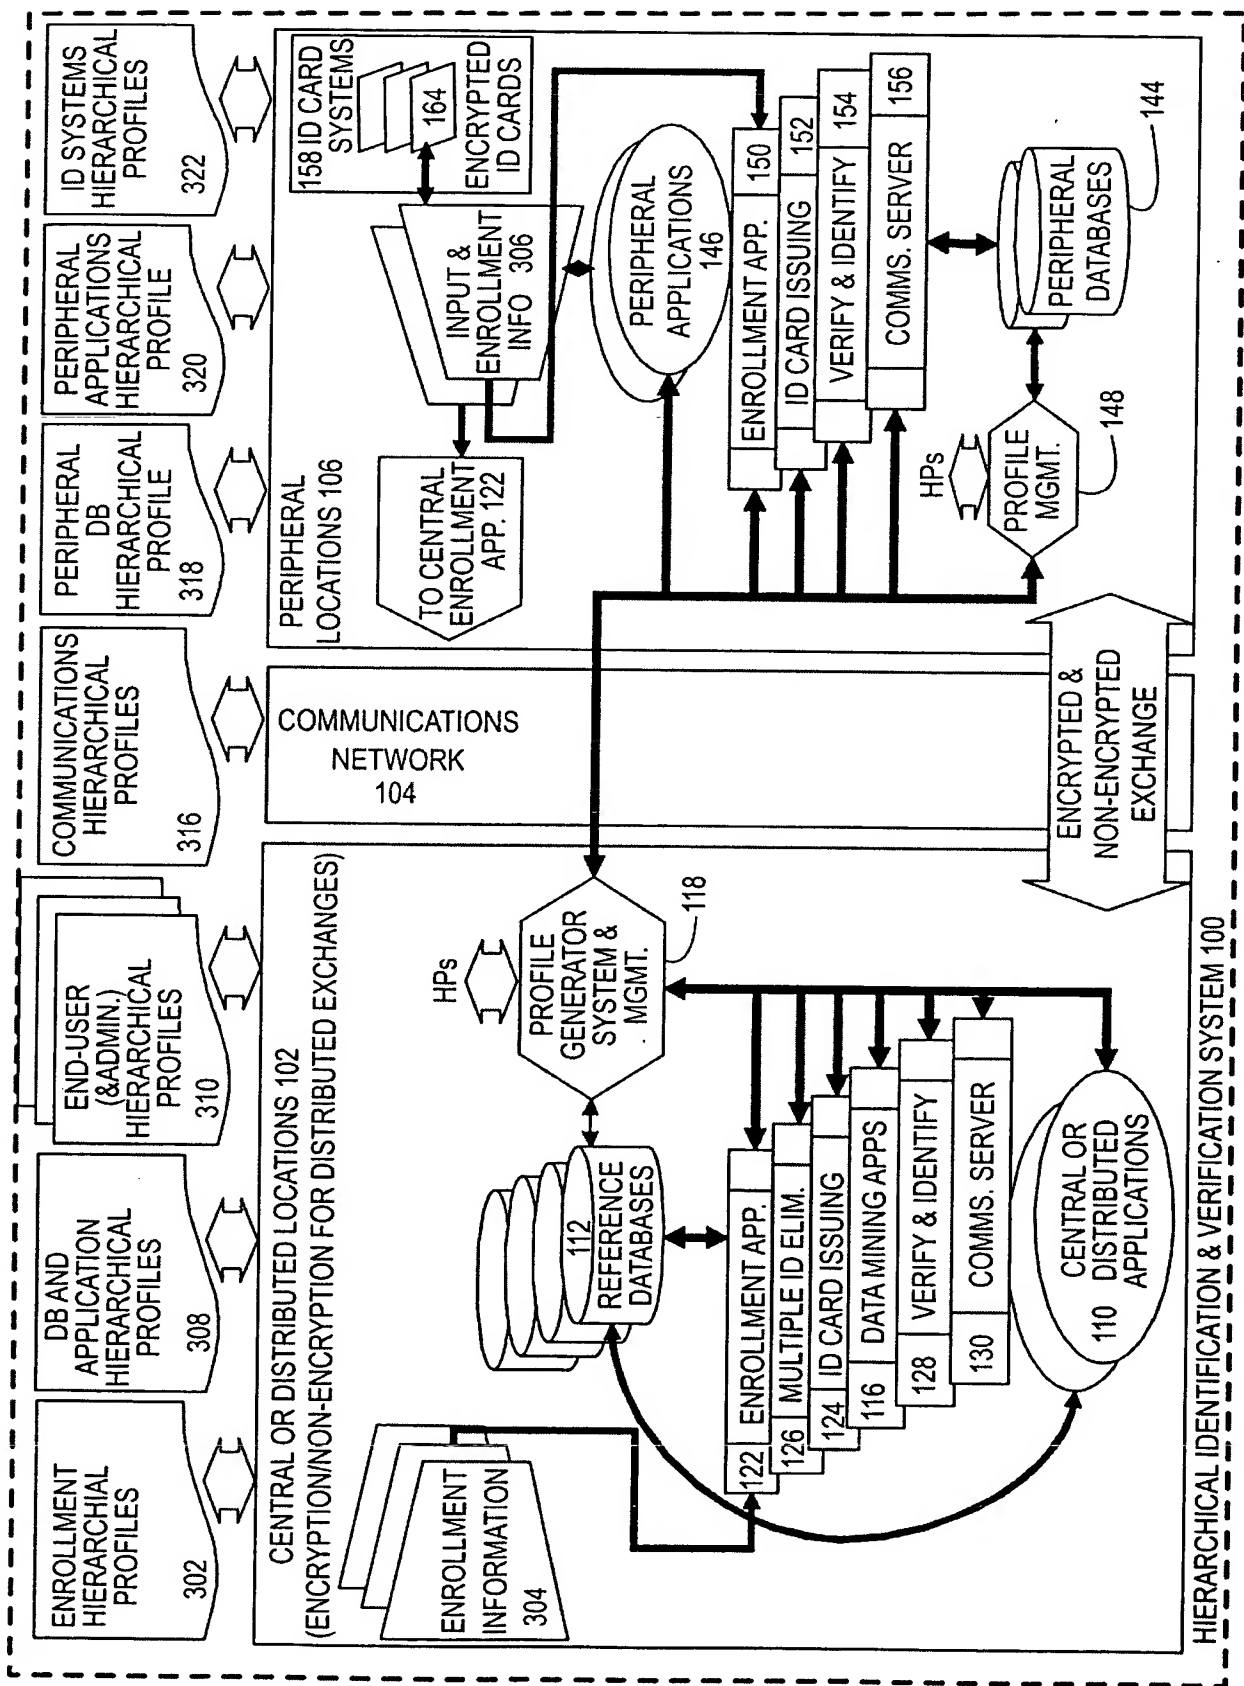 ENROLLMENT
HIERARCHIAL
PROFILES
302
DB AND
APPLICATION
HIERARCHICAL
PROFILES
308
END-USER
(&ADMIN.)
HIERARCHICAL
PROFILES
310
COMMUNICATIONS
HIERARCHICAL
PROFILES
316
PERIPHERAL
DB
HIERARCHICAL
PROFILE
318
PERIPHERAL
APPLICATIONS
HIERARCHICAL
PROFILE
320
ID SYSTEMS
HIERARCHICAL
PROFILES
322
CENTRAL OR DISTRIBUTED LOCATIONS 102
(ENCRYPTION/NON-ENCRYPTION FOR DISTRIBUTED EXCHANGES)
ENROLLMENT
INFORMATION
304
112
REFERENCE
DATABASES
HPs
PROFILE
GENERATOR
SYSTEM &
MGMT.
118
122 ENROLLMENT APP.
126 MULTIPLE ID ELIM.
124 ID CARD ISSUING
116 DATA MINING APPS
128 VERIFY & IDENTIFY
130 COMMS. SERVER
CENTRAL OR
110 DISTRIBUTED
APPLICATIONS
COMMUNICATIONS
NETWORK
104
ENCRYPTED &
NON-ENCRYPTED
EXCHANGE
PERIPHERAL
LOCATIONS 106
TO CENTRAL
ENROLLMENT
APP. 122
INPUT &
ENROLLMENT
INFO 306
158 ID CARD
SYSTEMS
164
ENCRYPTED
ID CARDS
PERIPHERAL
APPLICATIONS
146
ENROLLMENT APP. 150
ID CARD ISSUING 152
VERIFY & IDENTIFY 154
COMMS. SERVER 156
HPs
PROFILE
MGMT.
148
PERIPHERAL
DATABASES
144
HIERARCHICAL IDENTIFICATION & VERIFICATION SYSTEM 100